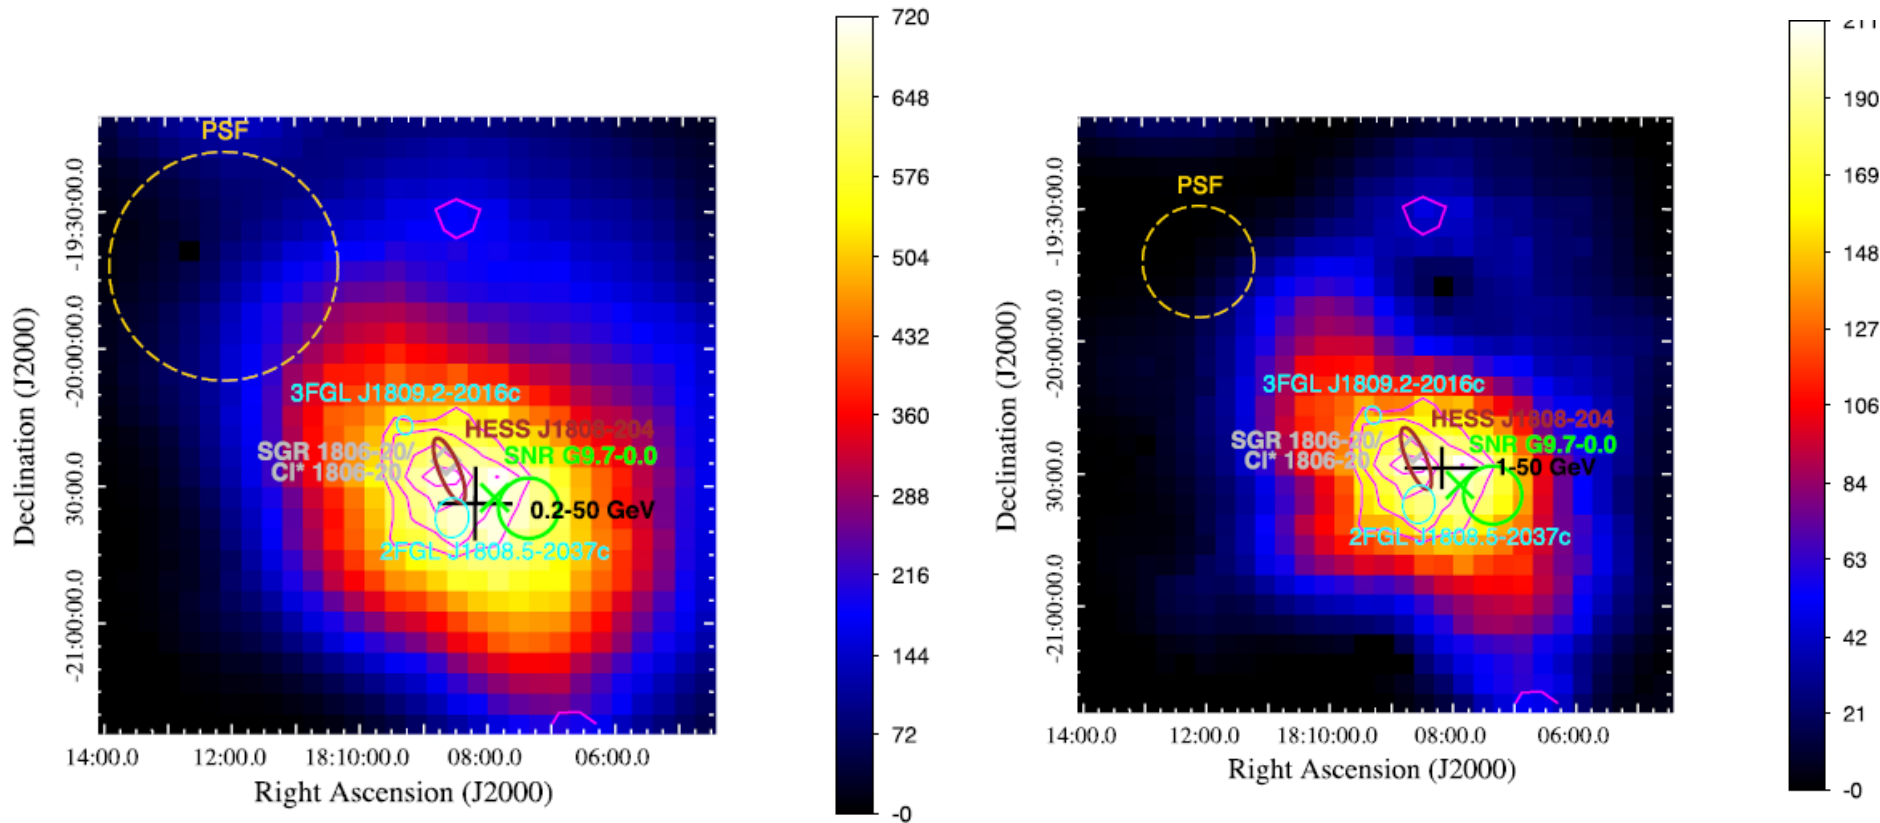 720
648
576
504
432
360
288
216
144
72
-0
PSF
3FGL J1809.2-2016c
HESS J1808-204
SGR 1806-20/
Cl* 1806-20
SNR G9.7-0.0
0.2-50 GeV
2FGL J1808.5-2037c
Declination (J2000)
-19:30:00.0
-20:00:00.0
30:00.0
-21:00:00.0
14:00.0
12:00.0
18:10:00.0
08:00.0
06:00.0
Right Ascension (J2000)
211
190
169
148
127
106
84
63
42
21
-0
PSF
3FGL J1809.2-2016c
HESS J1808-204
SGR 1806-20/
Cl* 1806-20
SNR G9.7-0.0
1-50 GeV
2FGL J1808.5-2037c
Declination (J2000)
-19:30:00.0
-20:00:00.0
30:00.0
-21:00:00.0
14:00.0
12:00.0
18:10:00.0
08:00.0
06:00.0
Right Ascension (J2000)